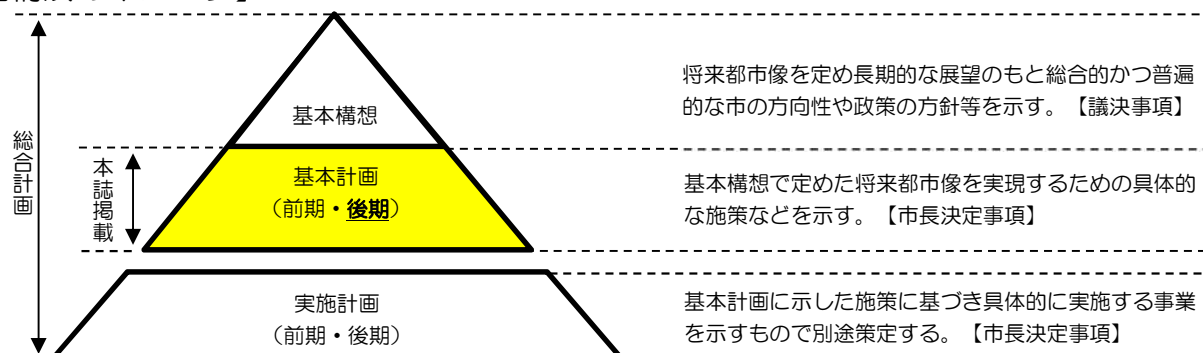 将来都市像を定め長期的な展望のもと総合的かつ普遍
的な市の方向性や政策の方針等を示す。【議決事項】
基本構想
総合計画
本誌掲載
基本計画
(前期・後期)
基本構想で定めた将来都市像を実現するための具体的
な施策などを示す。【市長決定事項】
実施計画
(前期・後期)
基本計画に示した施策に基づき具体的に実施する事業
を示すもので別途策定する。【市長決定事項】